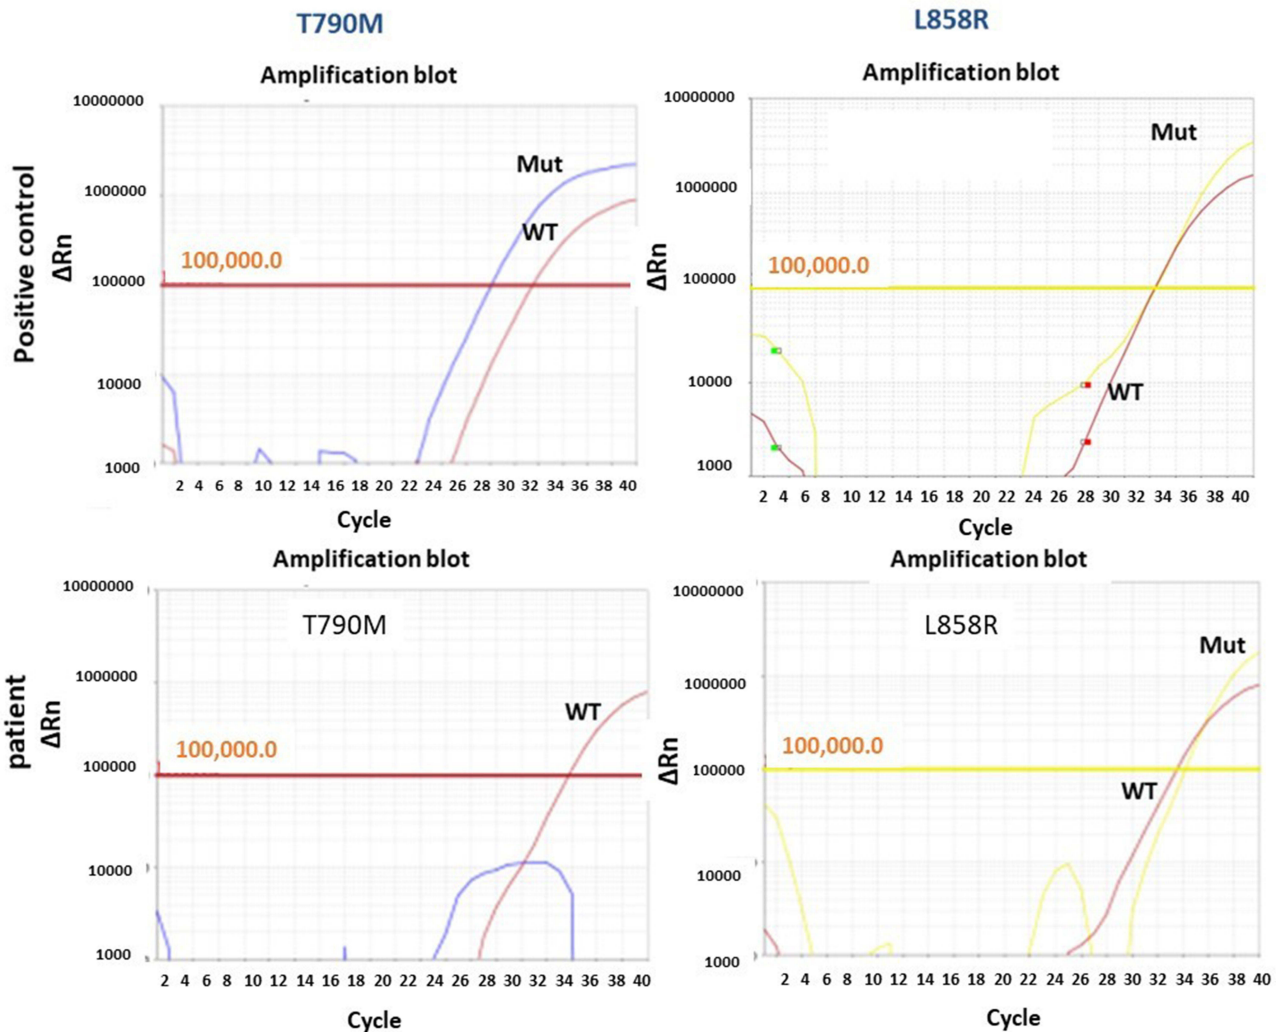 T790M
L858R
Positive control
Amplification blot
ΔRn
10000000
1000000
100000
10000
1000
Mut
WT
100,000.0
2 4 6 8 10 12 14 16 18 20 22 24 26 28 30 32 34 36 38 40
Cycle
Amplification blot
ΔRn
10000000
1000000
100000
10000
1000
Mut
WT
100,000.0
2 4 6 8 10 12 14 16 18 20 22 24 26 28 30 32 34 36 38 40
Cycle
patient
Amplification blot
T790M
ΔRn
10000000
1000000
100000
10000
1000
WT
100,000.0
2 4 6 8 10 12 14 16 18 20 22 24 26 28 30 32 34 36 38 40
Cycle
Amplification blot
L858R
ΔRn
10000000
1000000
100000
10000
1000
Mut
WT
100,000.0
2 4 6 8 10 12 14 16 18 20 22 24 26 28 30 32 34 36 38 40
Cycle